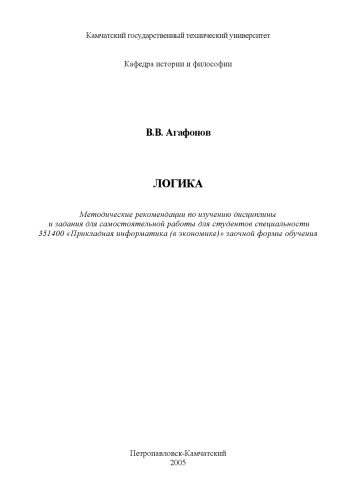 Камчатский государственный технический университет
Кафедра истории и философии
В.В. Агафонов
ЛОГИКА
Методические рекомендации по изучению дисциплины
и задания для самостоятельной работы для студентов специальности
351400 «Прикладная информатика (в экономике)» заочной формы обучения
Петропавловск-Камчатский
2005